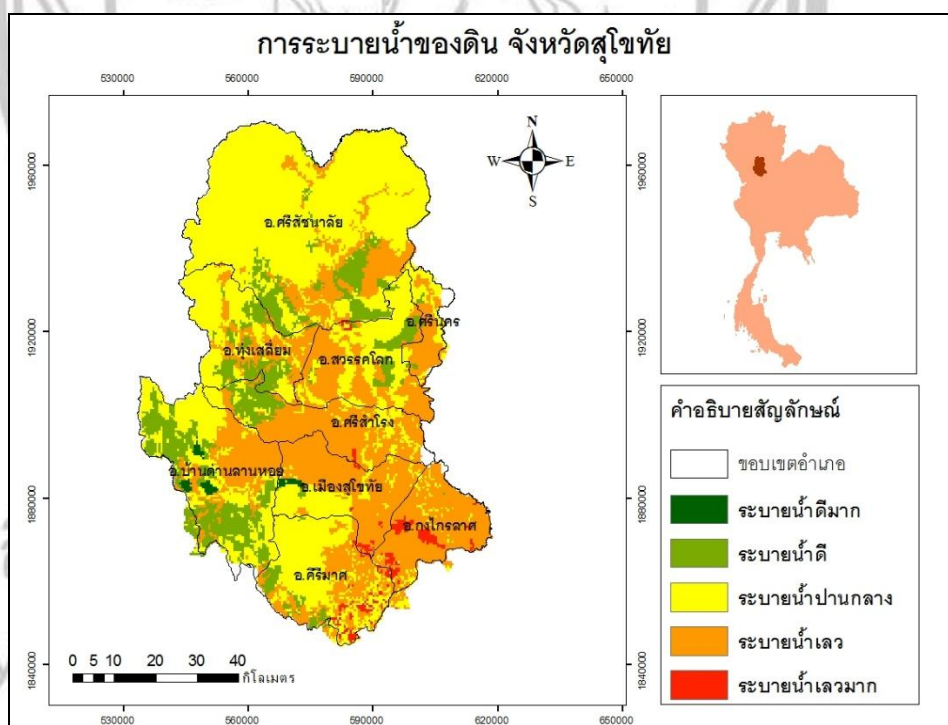 การระบายน้ำของดิน จังหวัดสุโขทัย
530000 560000 590000 620000 650000
1960000
1920000
1880000
1840000
N
W E
S
อ.ศรีสัชนาลัย
อ.ศรีนคร
อ.ทุ่งเสลี่ยม
อ.สวรรคโลก
อ.ศรีสำโรง
อ.บ้านด่านลานหอย
อ.เมืองสุโขทัย
อ.กงไกรลาศ
อ.คีรีมาศ
0 5 10 20 30 40
กิโลเมตร
530000 560000 590000 620000 650000
1960000
1920000
1880000
1840000
คำอธิบายสัญลักษณ์
ขอบเขตอำเภอ
ระบายน้ำดีมาก
ระบายน้ำดี
ระบายน้ำปานกลาง
ระบายน้ำเลว
ระบายน้ำเลวมาก